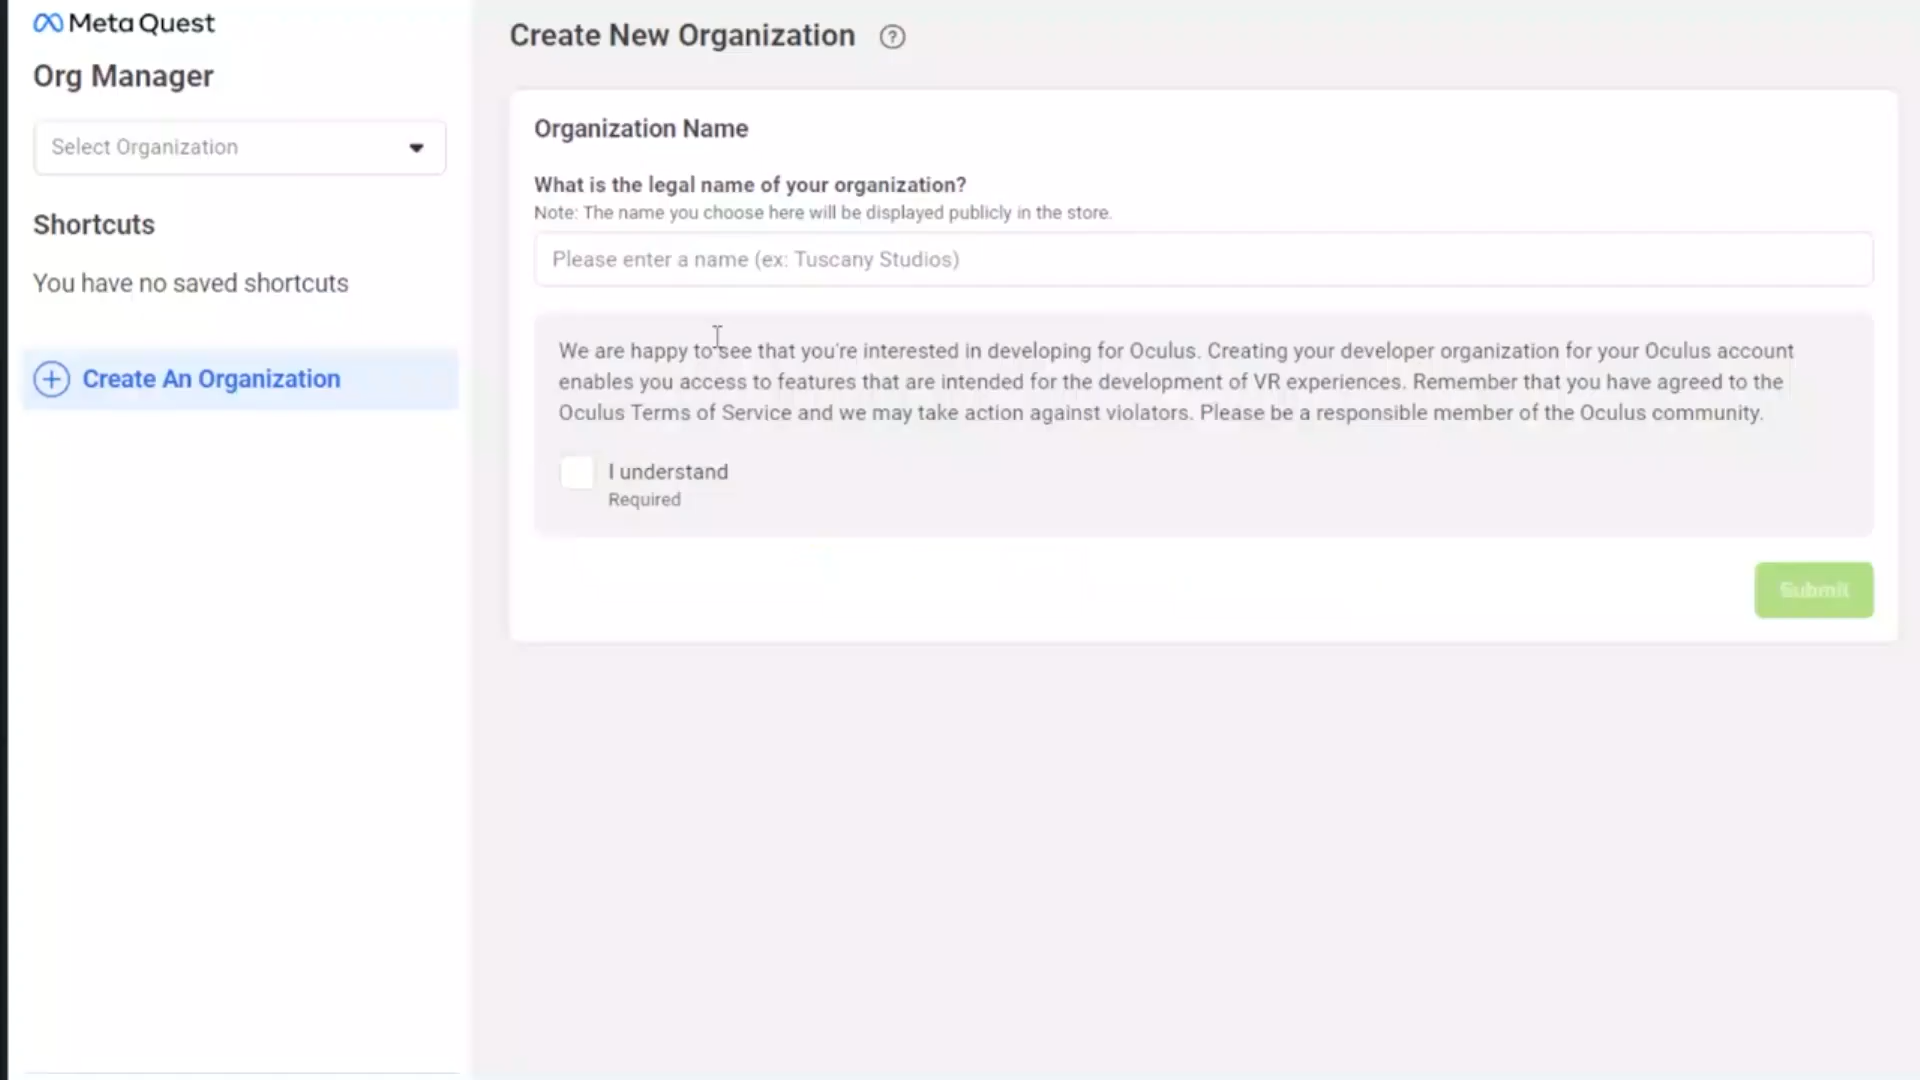 Meta Quest
Org Manager
Select Organization
Shortcuts
You have no saved shortcuts
Create An Organization
Create New Organization ?
Organization Name
What is the legal name of your organization?
Note: The name you choose here will be displayed publicly in the store.
Please enter a name (ex: Tuscany Studios)
We are happy to see that you're interested in developing for Oculus. Creating your developer organization for your Oculus account
enables you access to features that are intended for the development of VR experiences. Remember that you have agreed to the
Oculus Terms of Service and we may take action against violators. Please be a responsible member of the Oculus community.
I understand
Required
Submit